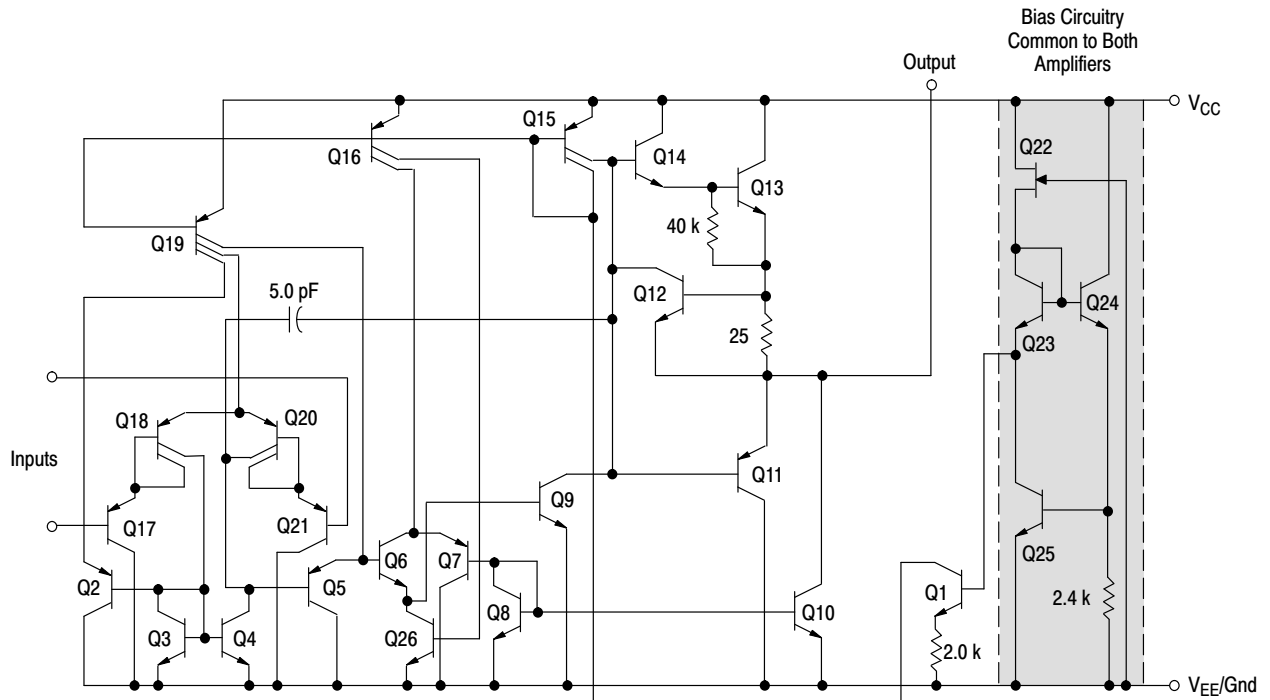 Bias Circuitry
Common to Both
Amplifiers
Output
V_CC
Q15
Q22
Q16
Q14
Q13
40 k
Q19
5.0 pF
Q12
Q24
25
Q23
Q18
Q20
Inputs
Q11
Q9
Q17
Q21
Q25
Q2
Q5
Q6
Q7
Q1
2.4 k
Q3
Q4
Q8
Q10
Q26
2.0 k
V_EE/Gnd